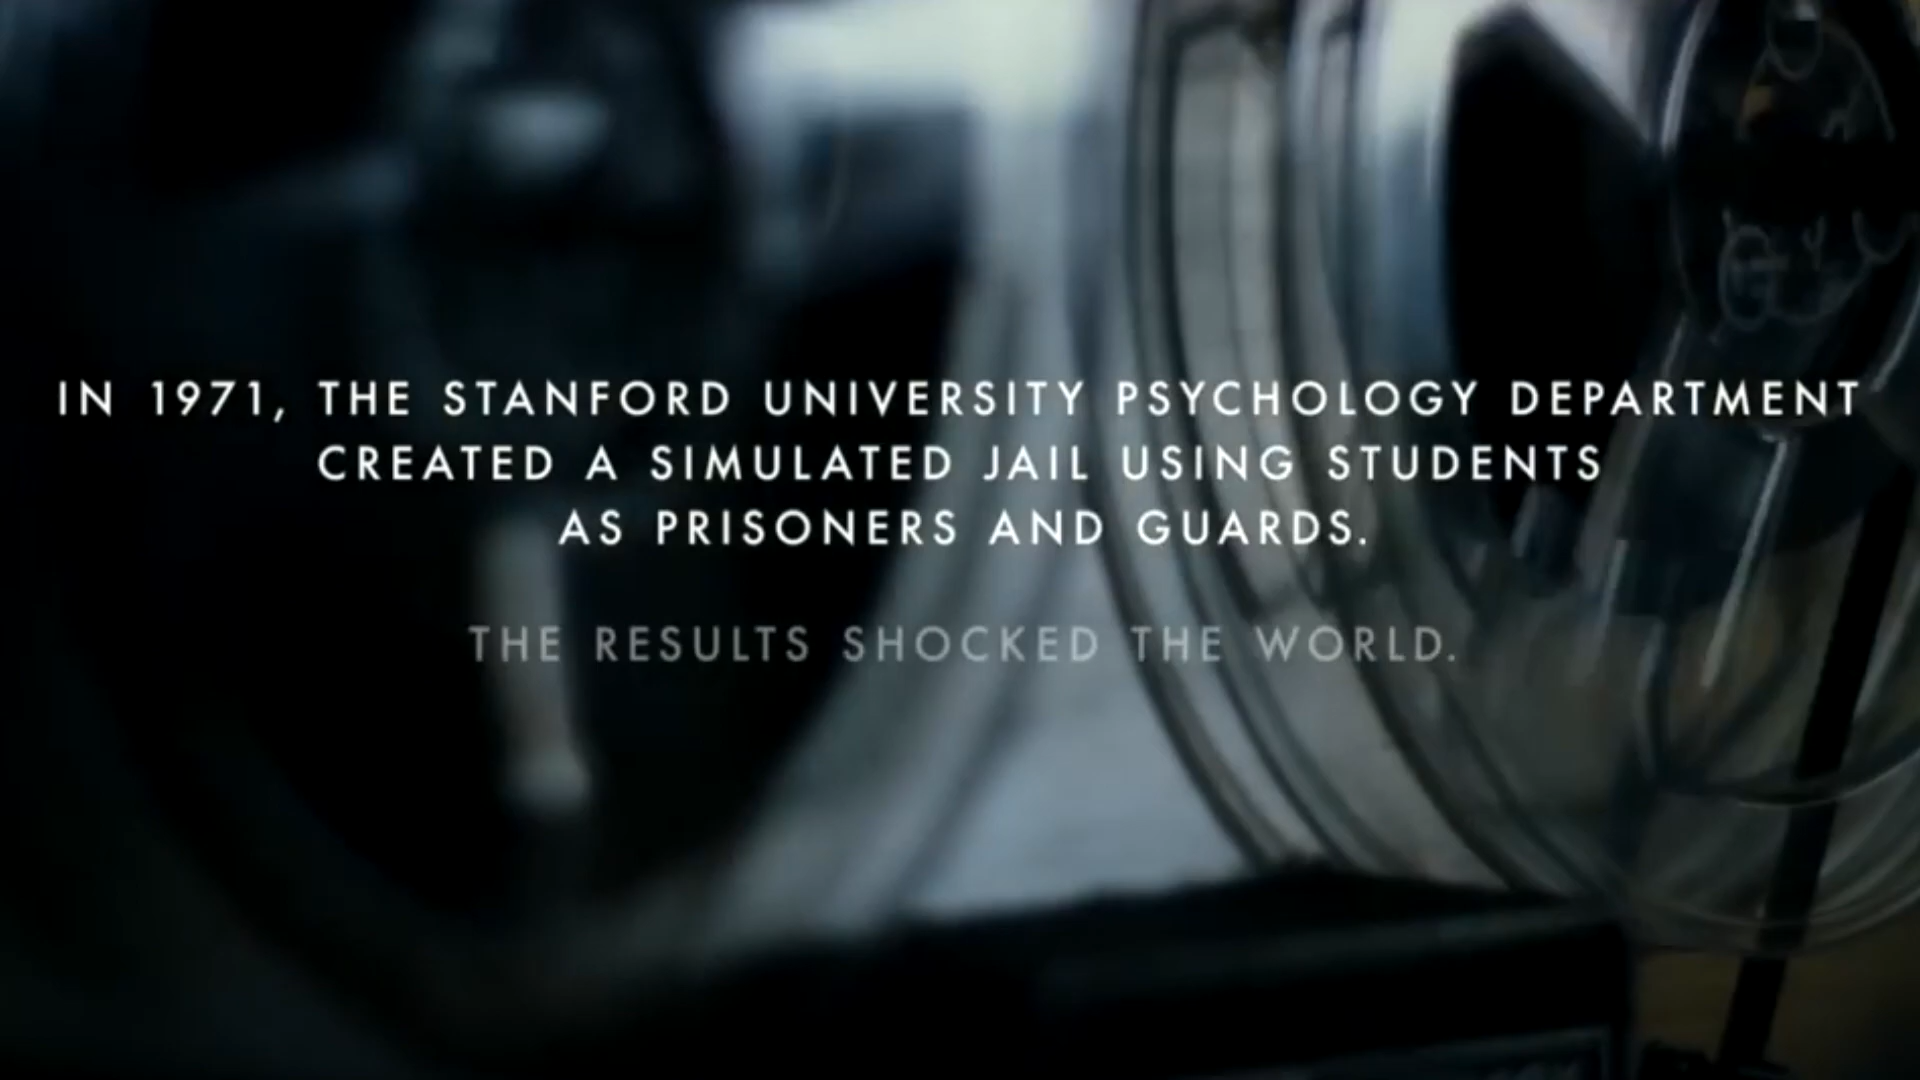 IN 1971, THE STANFORD UNIVERSITY PSYCHOLOGY DEPARTMENT
CREATED A SIMULATED JAIL USING STUDENTS
AS PRISONERS AND GUARDS.
THE RESULTS SHOCKED THE WORLD.